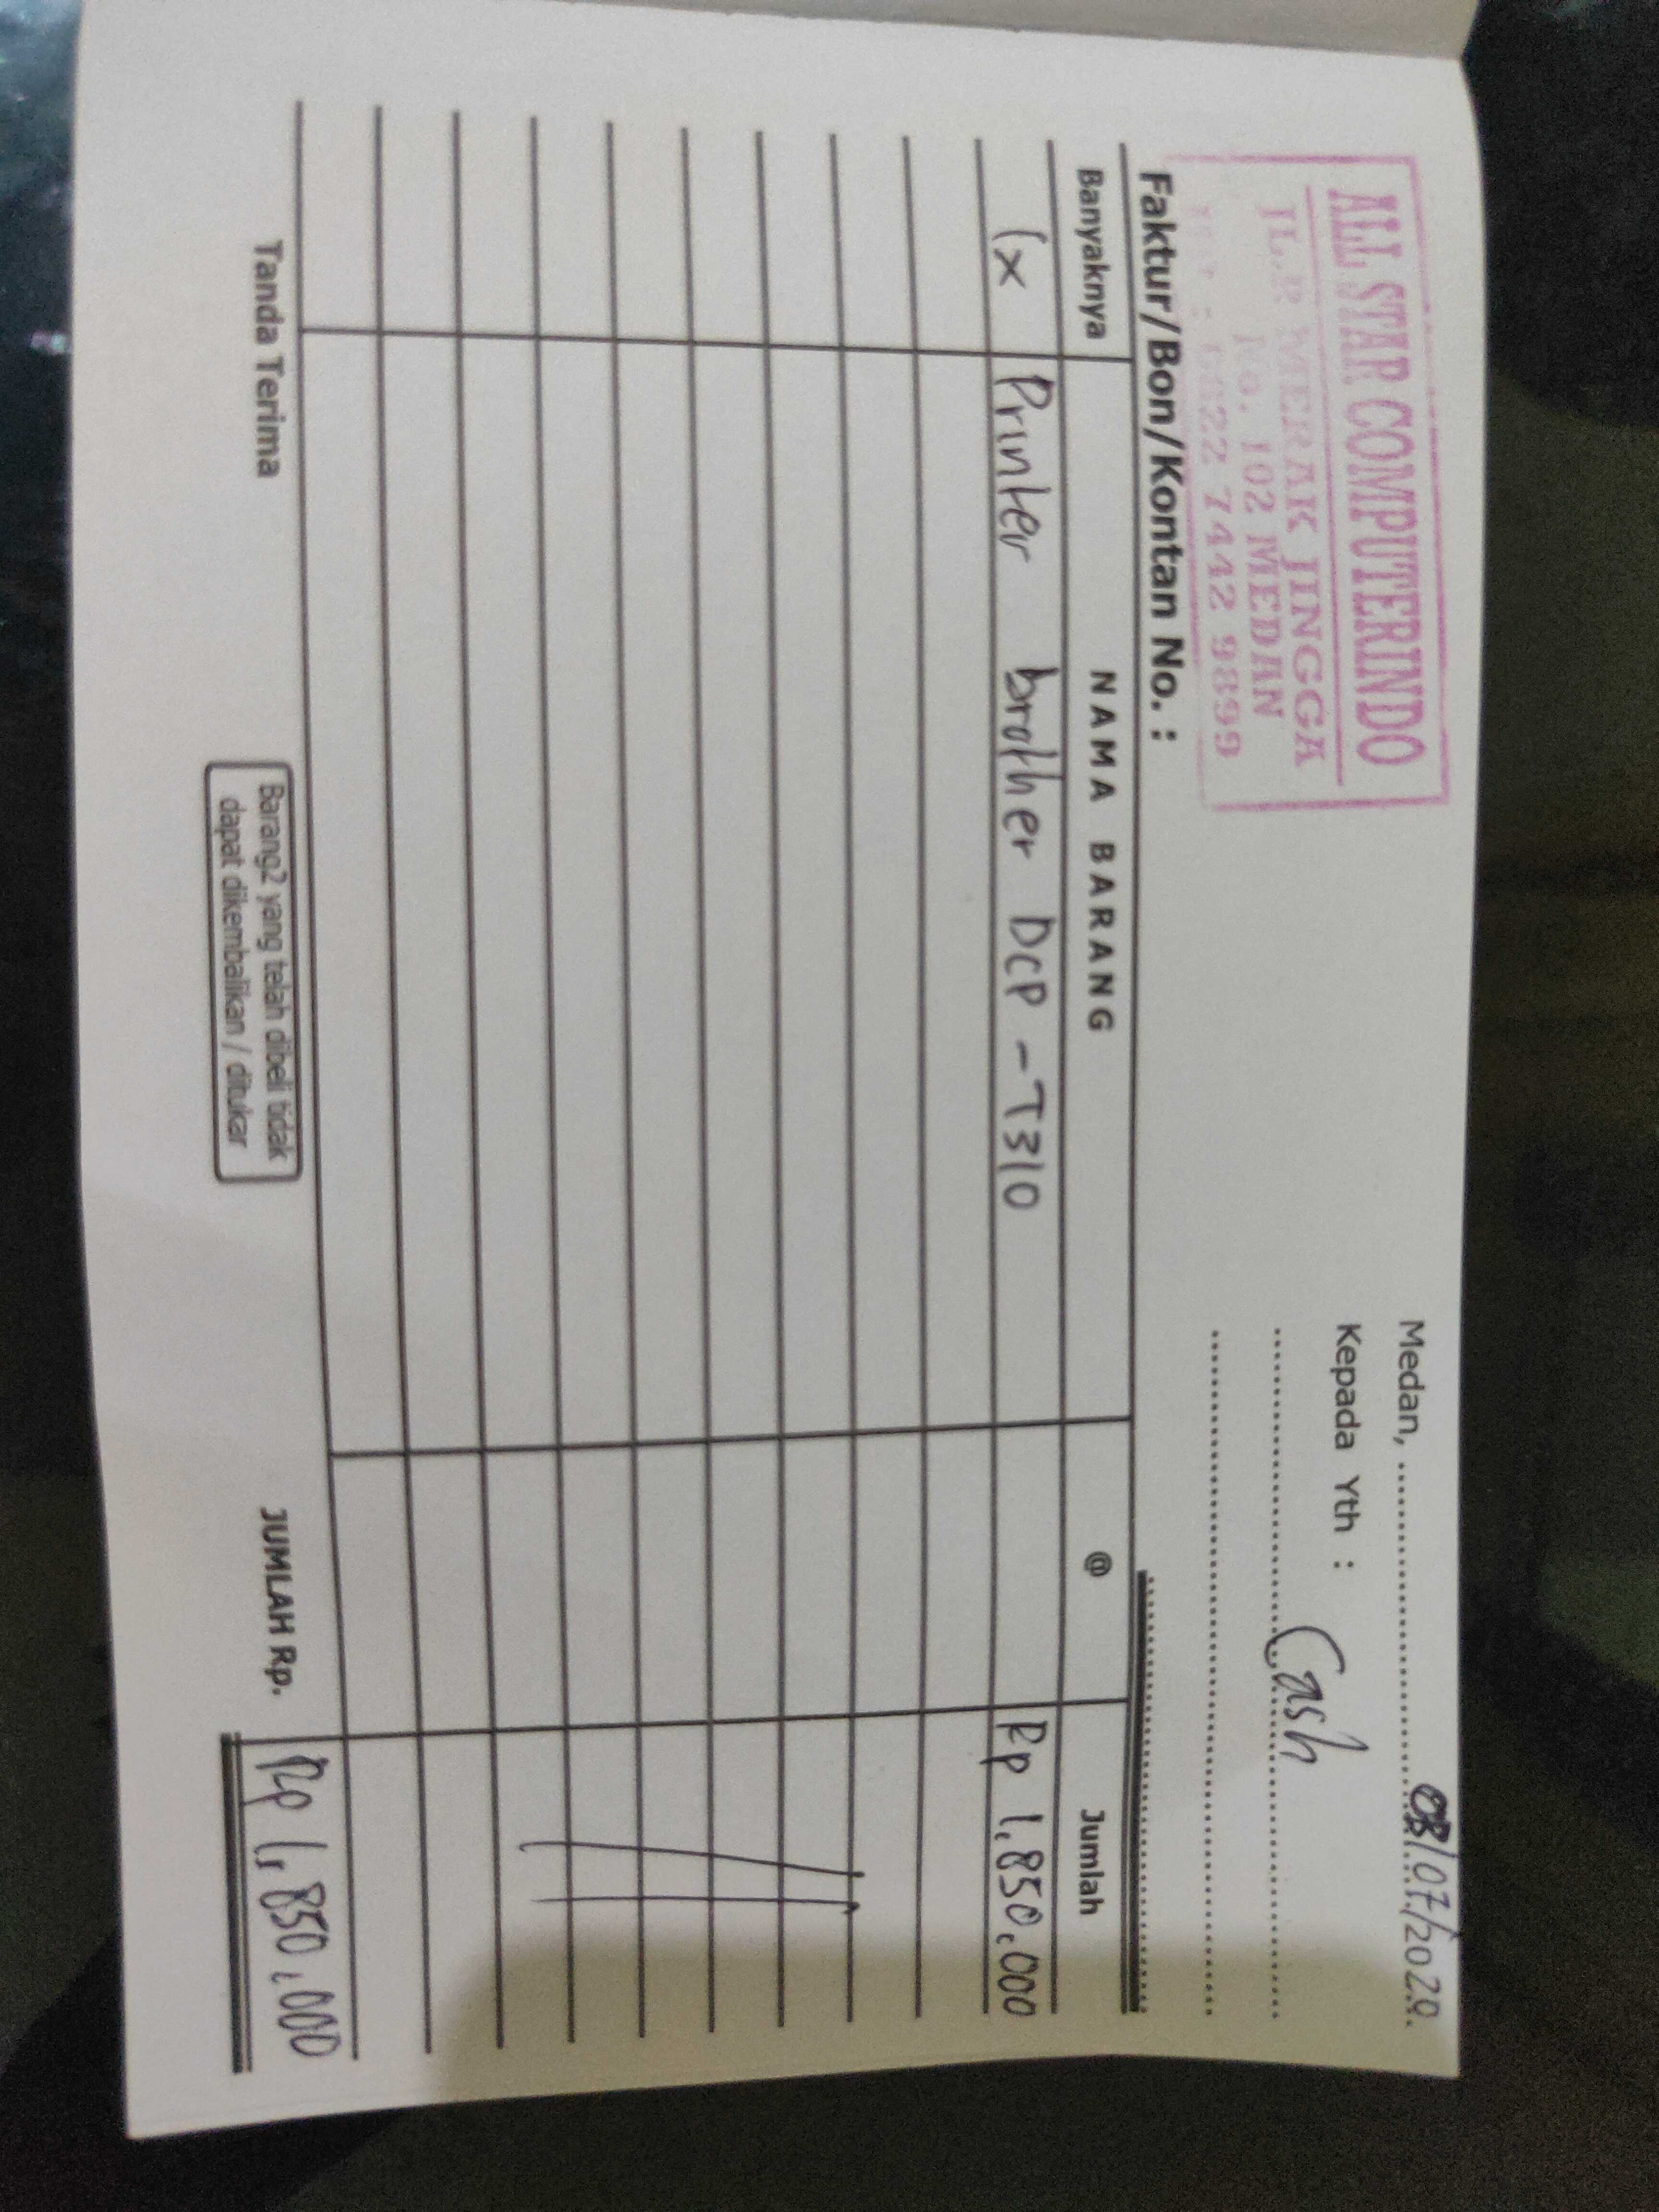 ALL STAR COMPUTERINDO
JL. P MERAK JINGGA
No. 102 MEDAN
0822 7442 9899
Medan, 08/07/2020
Kepada Yth : Cash
Faktur/Bon/Kontan No. :
Banyaknya NAMA BARANG @ Jumlah
1x Printer brother DCP-T310 Rp 1.850.000
Tanda Terima
Barang2 yang telah dibeli tidak
dapat dikembalikan / ditukar
JUMLAH Rp. Rp 1.850.000